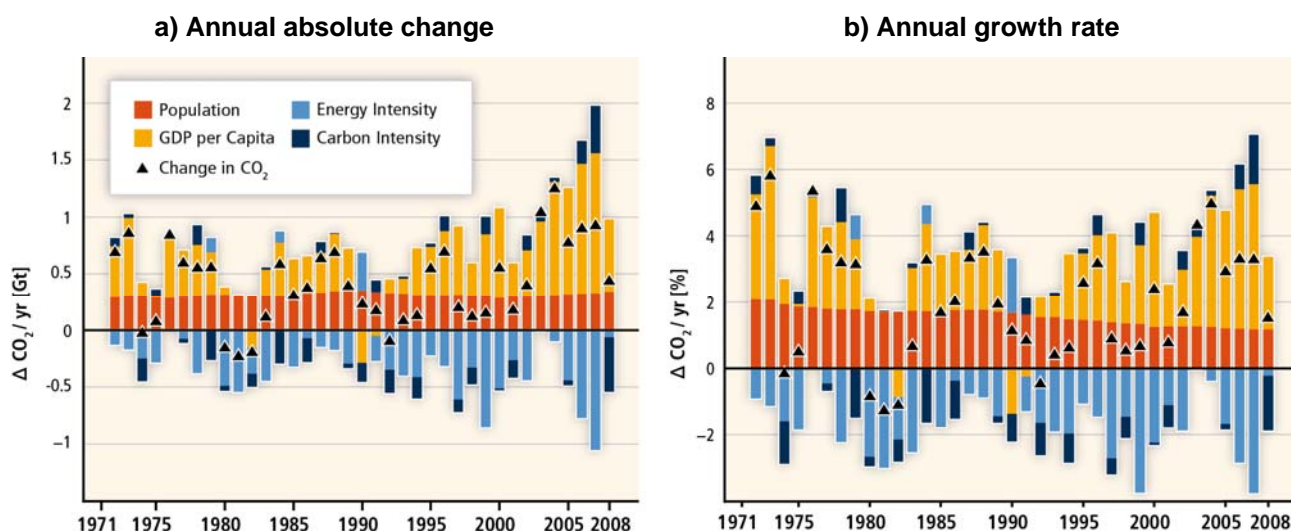 a) Annual absolute change
b) Annual growth rate
Population
Energy Intensity
GDP per Capita
Carbon Intensity
Change in CO₂
Δ CO₂ / yr [Gt]
2
1.5
1
0.5
0
−0.5
−1
1971 1975 1980 1985 1990 1995 2000 2005 2008
Δ CO₂ / yr [%]
8
6
4
2
0
−2
1971 1975 1980 1985 1990 1995 2000 2005 2008